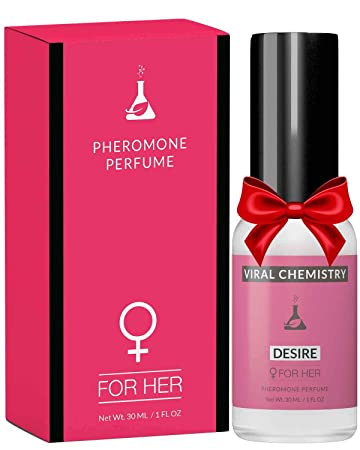 PHEROMONE
PERFUME
♀
FOR HER
Net Wt. 30 ML / 1 FL OZ
VIRAL CHEMISTRY
DESIRE
♀ FOR HER
PHEROMONE PERFUME
Net Wt. 30 ML / 1 FL OZ